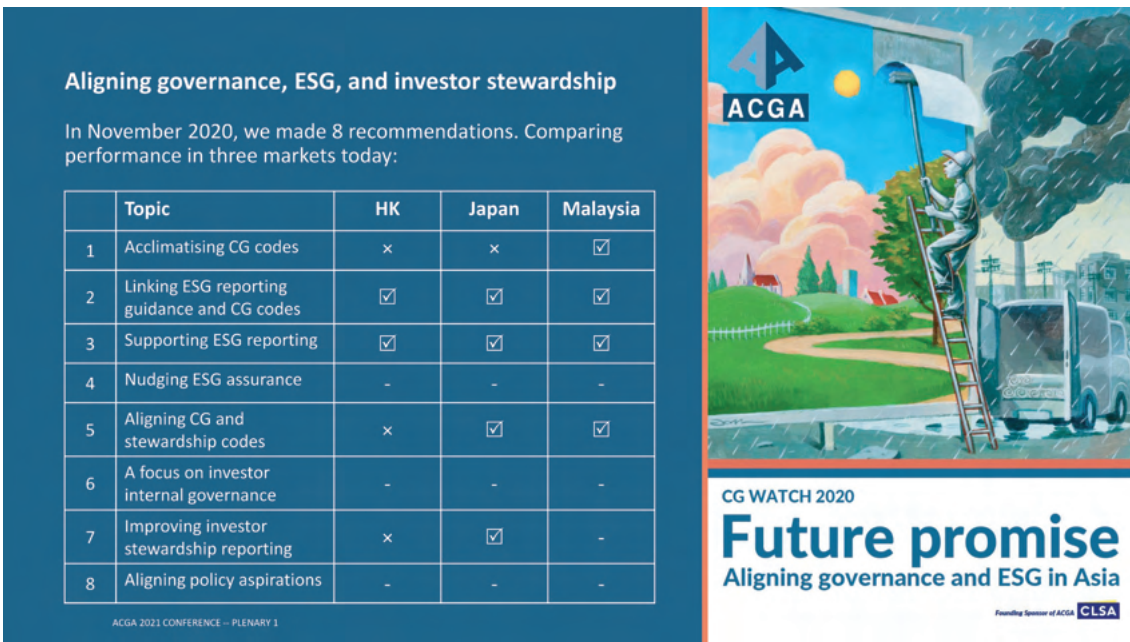 Aligning governance, ESG, and investor stewardship
In November 2020, we made 8 recommendations. Comparing
performance in three markets today:
Topic HK Japan Malaysia
1 Acclimatising CG codes × × ☑
2 Linking ESG reporting
guidance and CG codes ☑ ☑ ☑
3 Supporting ESG reporting ☑ ☑ ☑
4 Nudging ESG assurance - - -
5 Aligning CG and
stewardship codes × ☑ ☑
6 A focus on investor
internal governance - - -
7 Improving investor
stewardship reporting × ☑ -
8 Aligning policy aspirations - - -
ACGA 2021 CONFERENCE -- PLENARY 1
ACGA
CG WATCH 2020
Future promise
Aligning governance and ESG in Asia
Founding Sponsor of ACGA CLSA